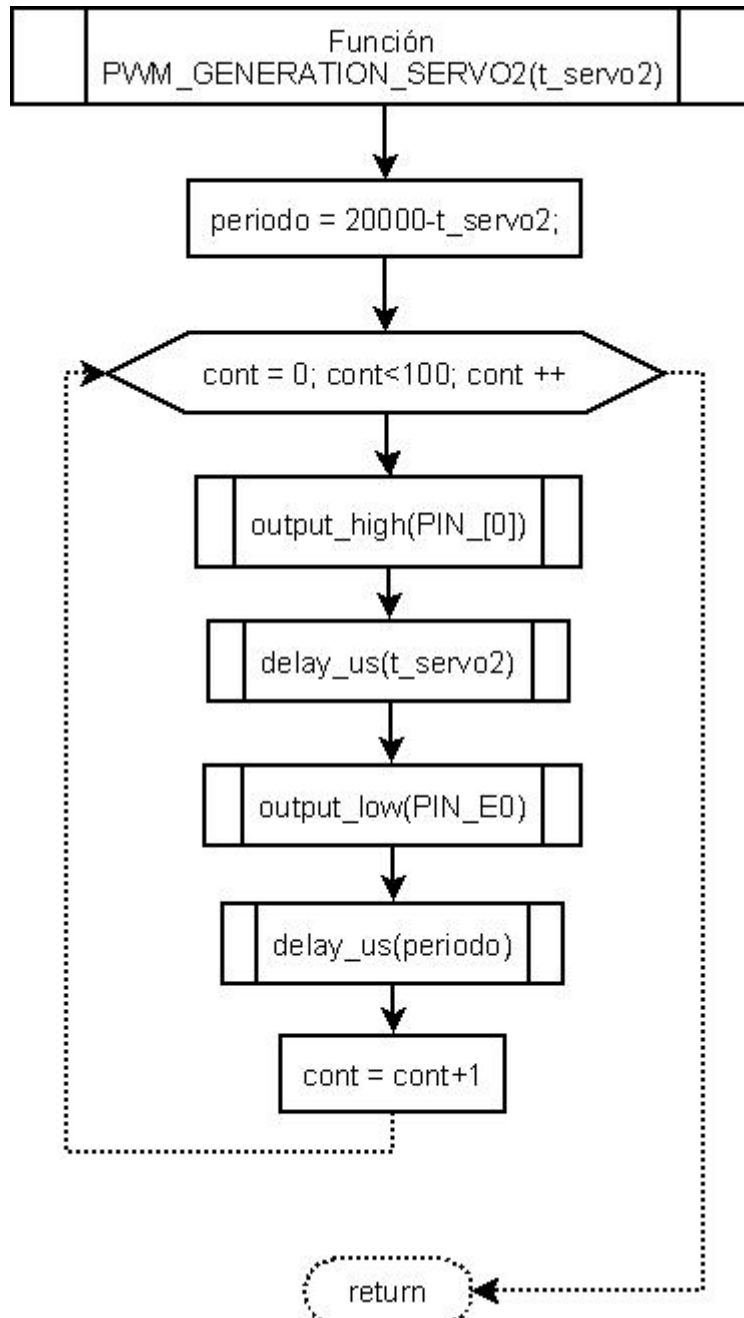 Función
PWM_GENERATION_SERVO2(t_servo2)
periodo = 20000-t_servo2;
cont = 0; cont<100; cont ++
output_high(PIN_[0])
delay_us(t_servo2)
output_low(PIN_E0)
delay_us(periodo)
cont = cont+1
return